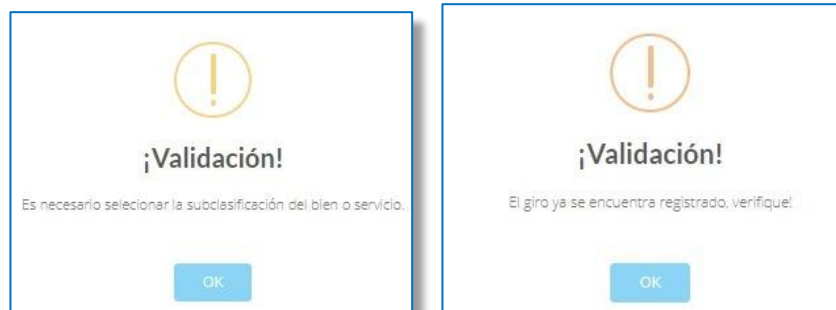 ¡Validación!
Es necesario selecionar la subclasificación del bien o servicio.
OK
¡Validación!
El giro ya se encuentra registrado, verifique!
OK